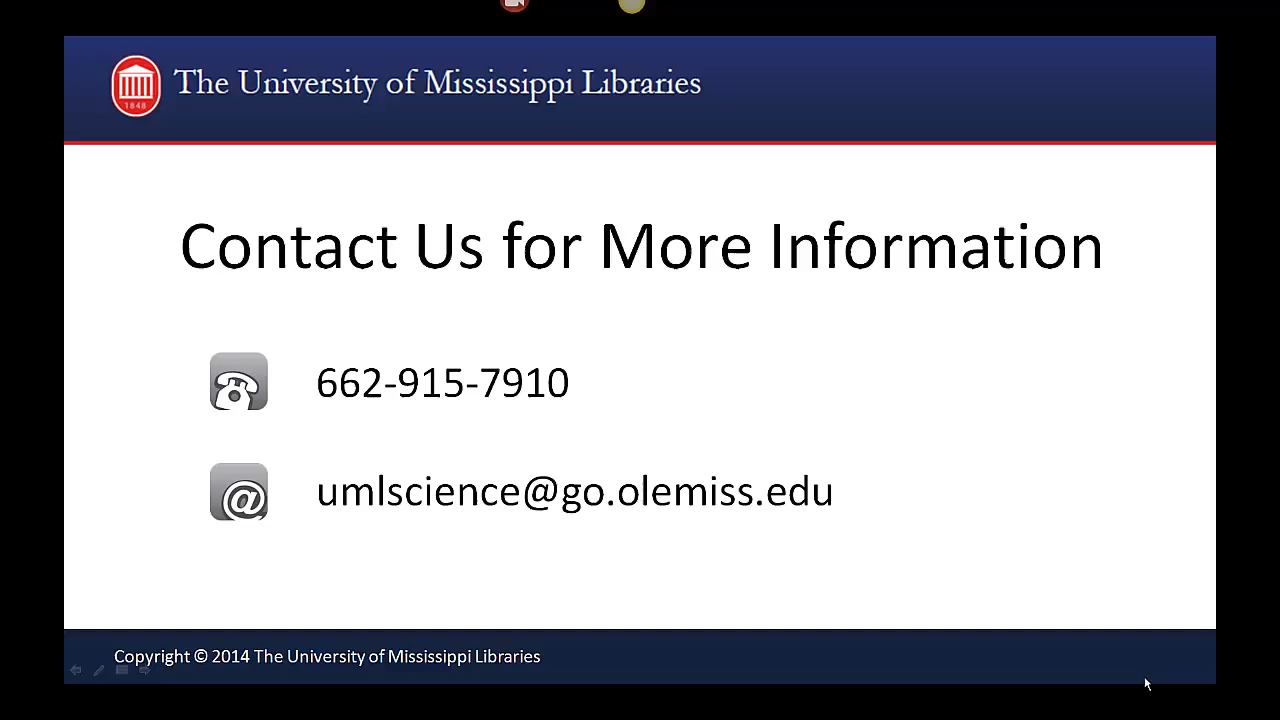 The University of Mississippi Libraries
1848
Contact Us for More Information
662-915-7910
@
umlscience@go.olemiss.edu
Copyright © 2014 The University of Mississippi Libraries